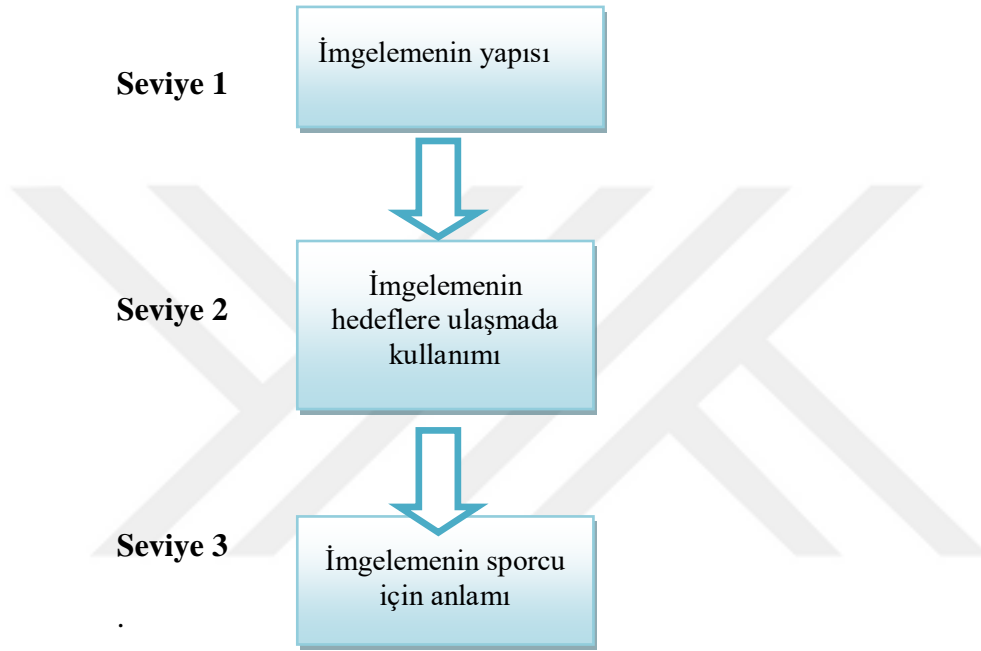 İmgelemenin yapısı
Seviye 1
İmgelemenin
hedeflere ulaşmada
kullanımı
Seviye 2
İmgelemenin sporcu
için anlamı
Seviye 3
.